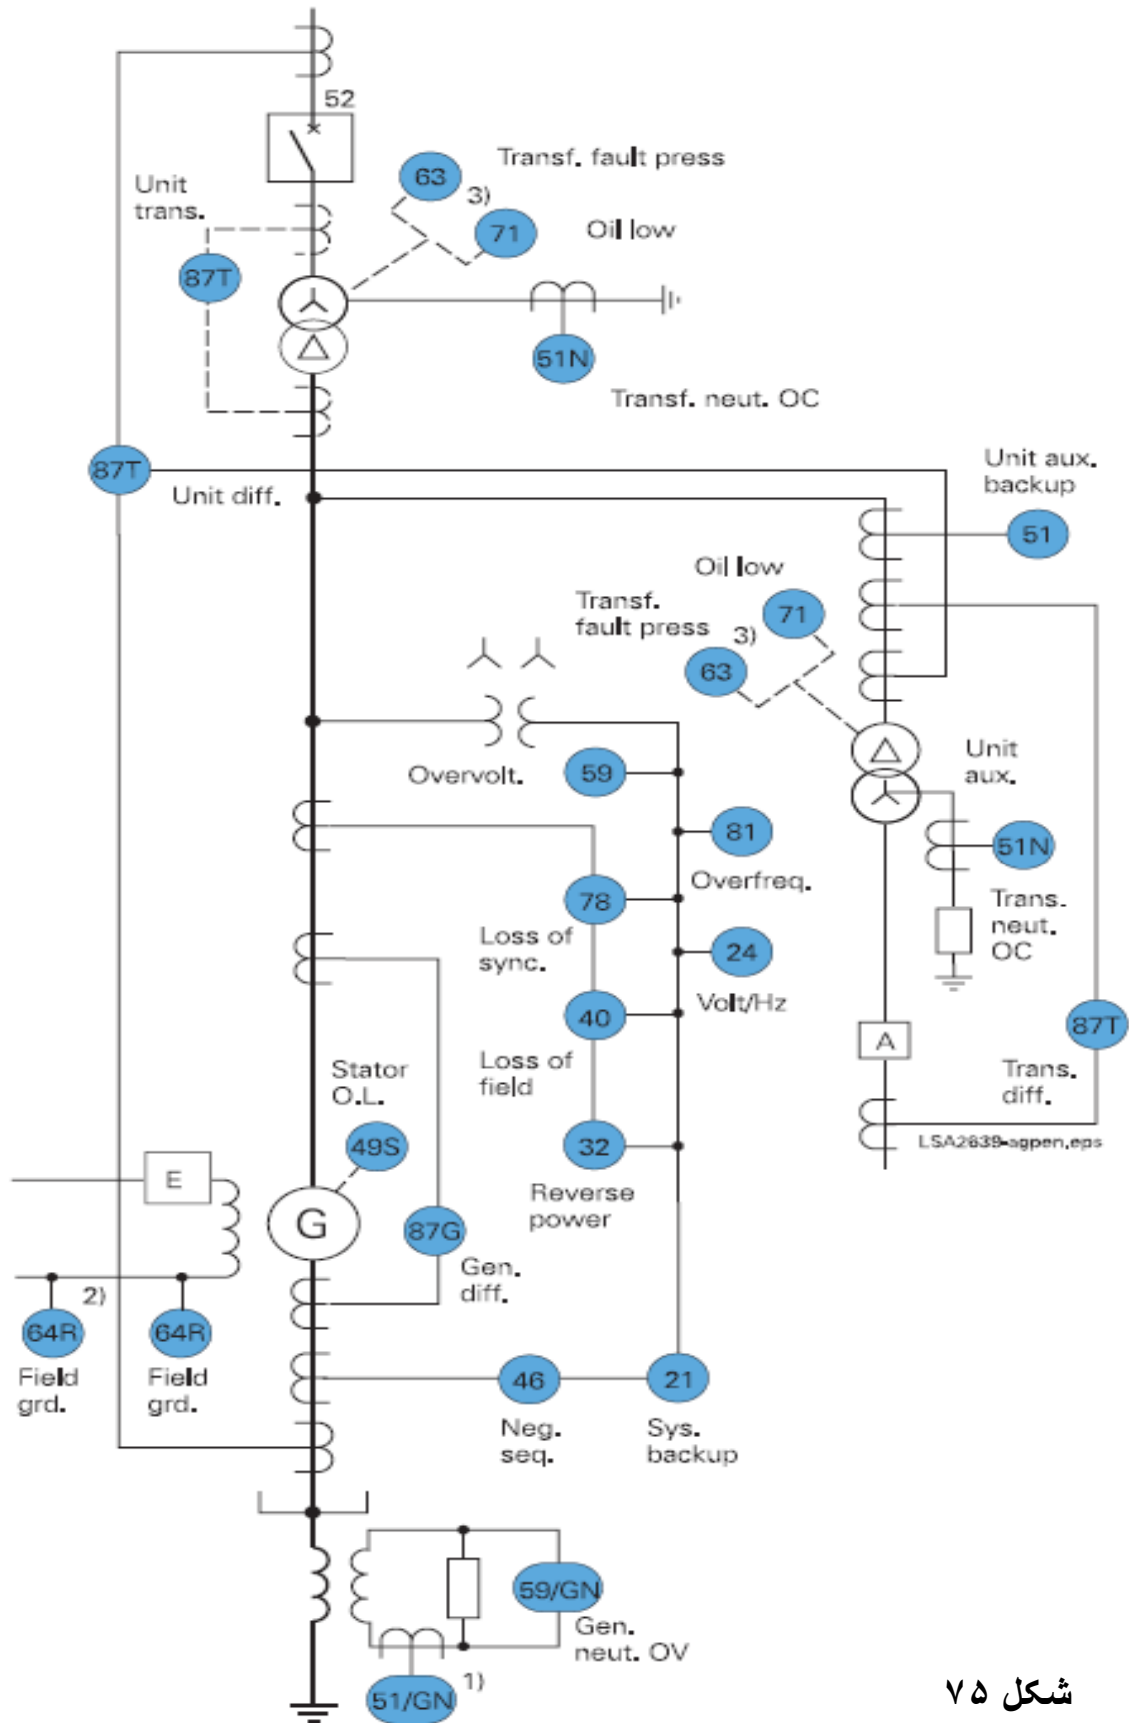 52
Transf. fault press
63
3)
Unit
trans.
71
Oil low
87T
51N
Transf. neut. OC
87T
Unit diff.
Unit aux.
backup
51
Oil low
71
Transf.
fault press
3)
63
Unit
aux.
Overvolt.
59
81
Overfreq.
51N
Trans.
neut.
OC
78
Loss of
sync.
24
Volt/Hz
40
Loss of
field
A
87T
Trans.
diff.
LSA2639-agpen.eps
Stator
O.L.
49S
32
Reverse
power
E
G
87G
Gen.
diff.
2)
64R
64R
Field
grd.
Field
grd.
46
21
Neg.
seq.
Sys.
backup
59/GN
Gen.
neut. OV
51/GN
1)
شکل ۷۵